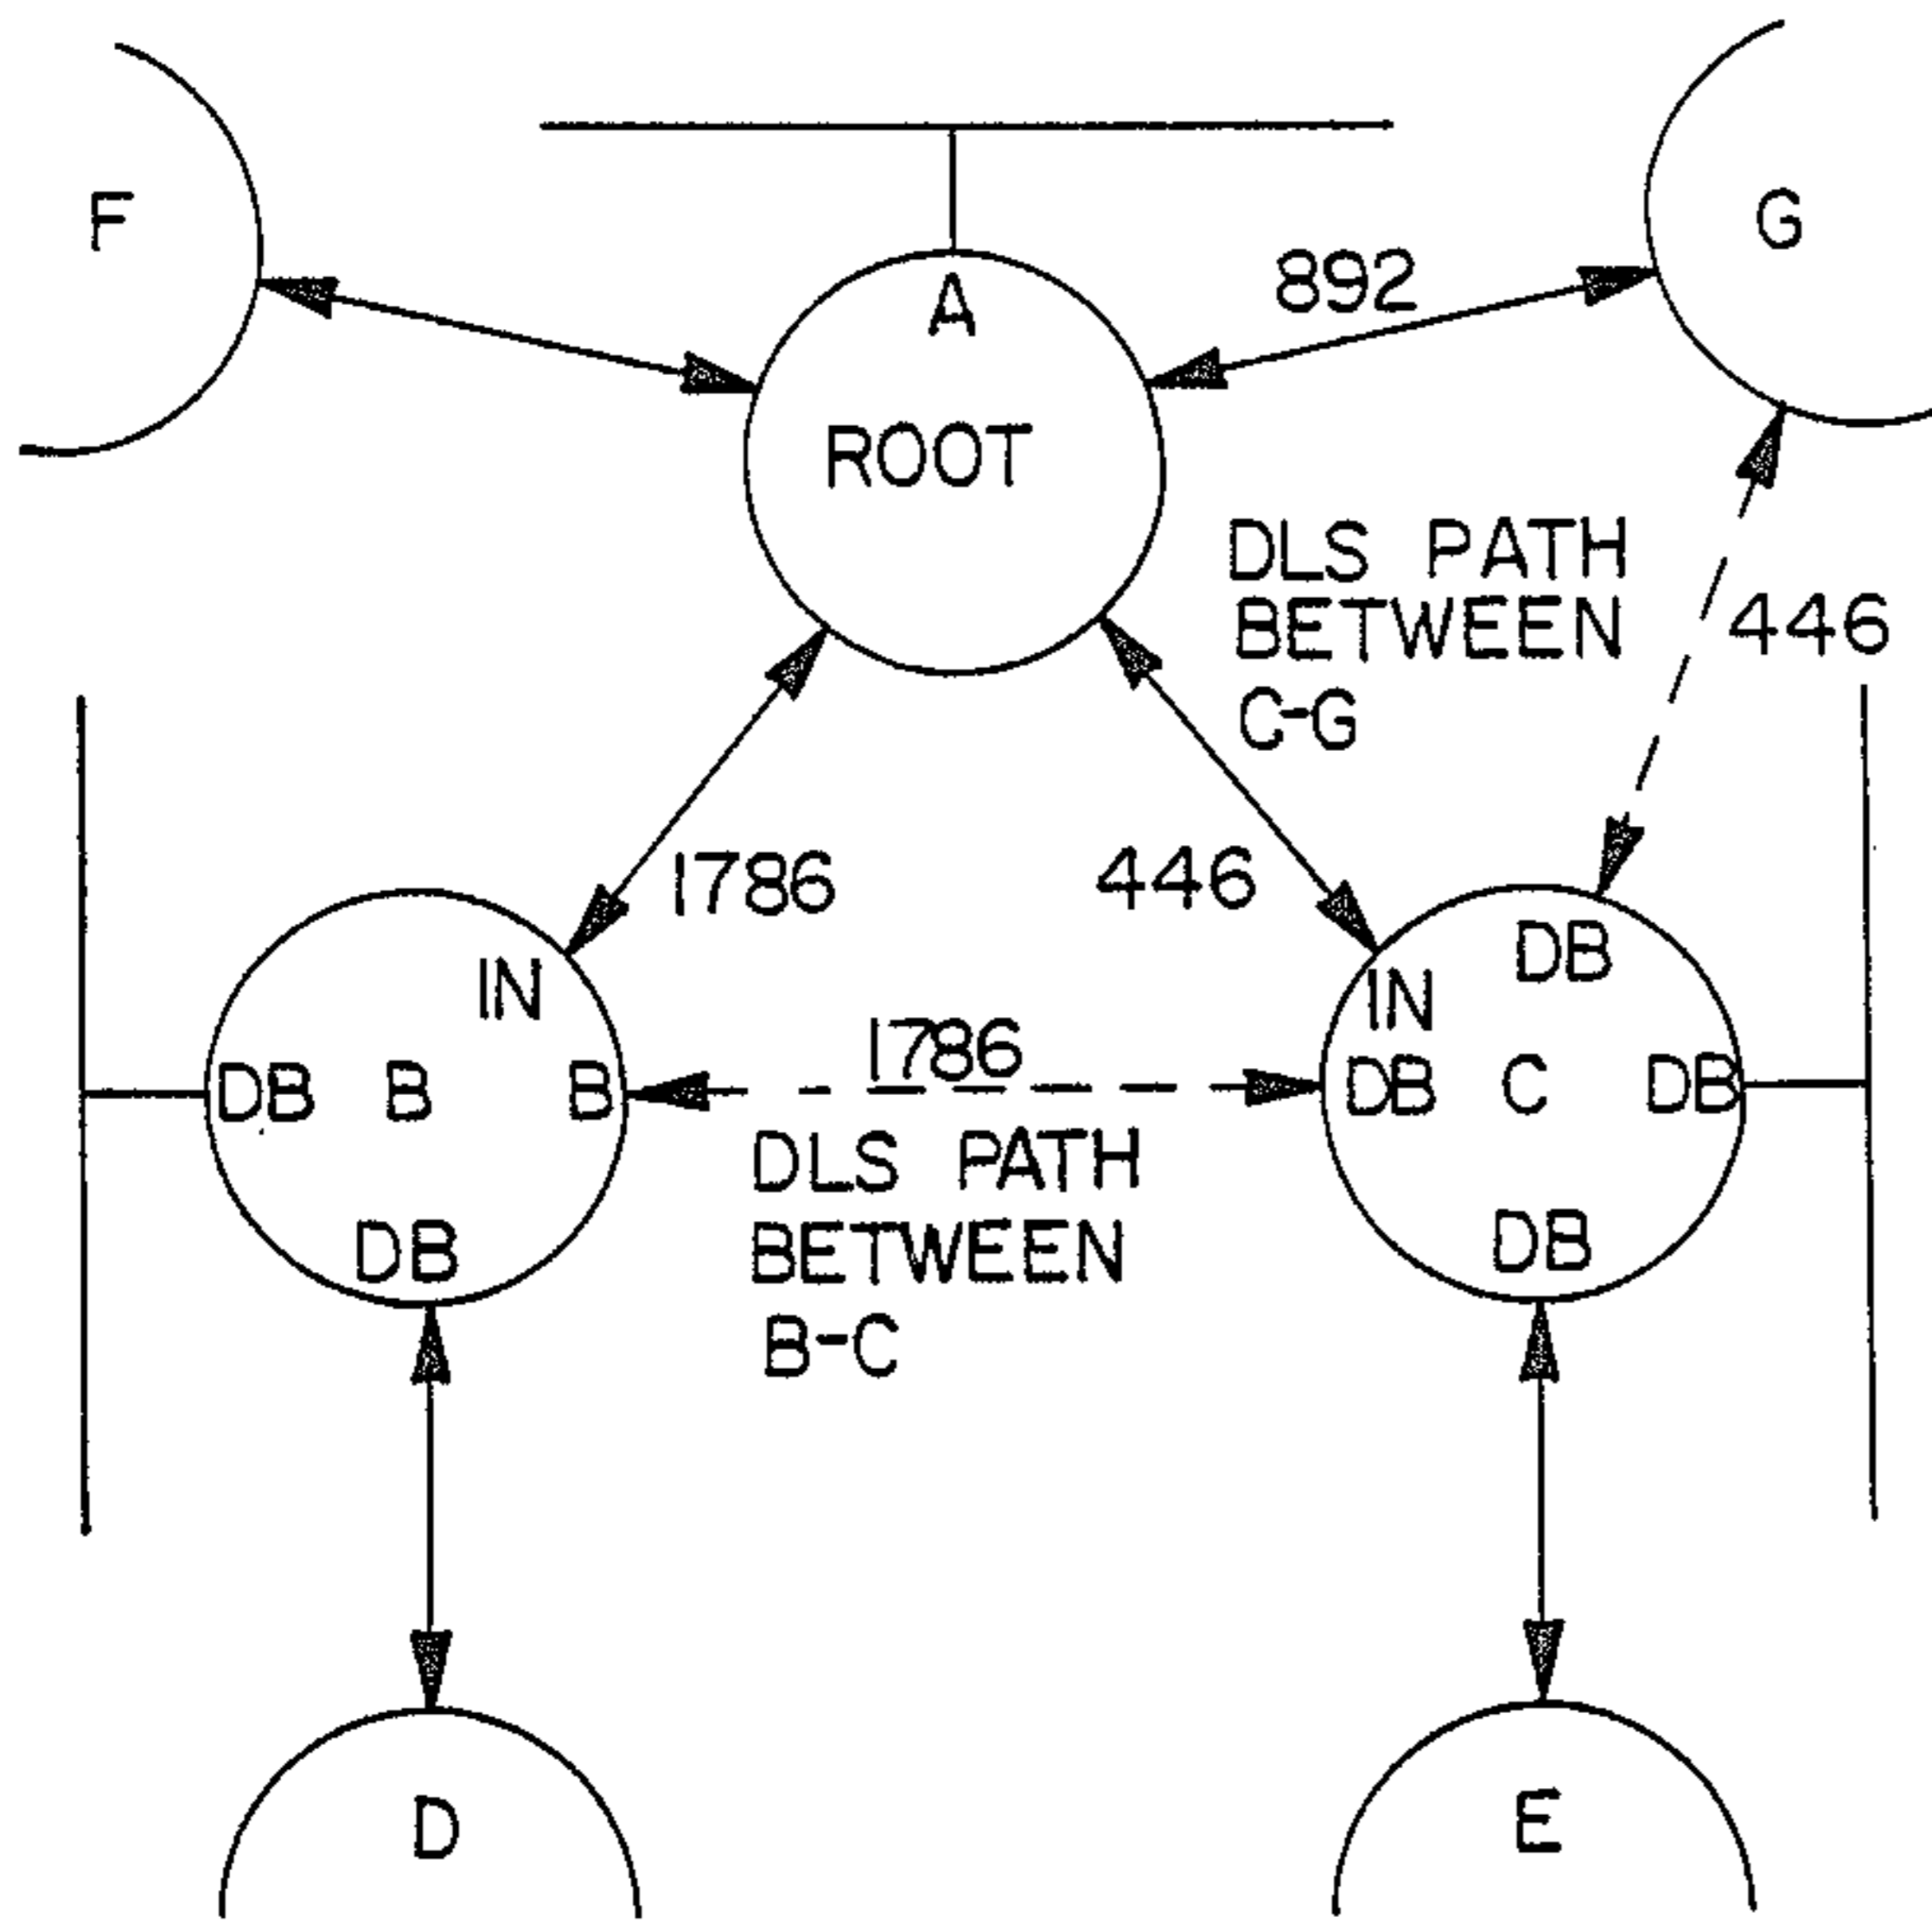 F
G
A
892
ROOT
DLS PATH
BETWEEN
C-G
446
1786
446
IN
DB
IN
DB
B
B
1786
DB
C
DB
DLS PATH
BETWEEN
B-C
DB
DB
D
E